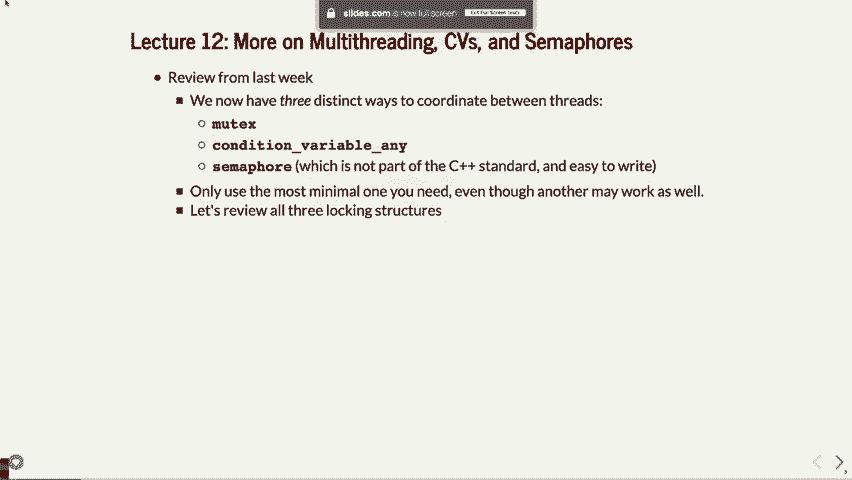 slides.com is now full screen
Exit Full Screen (esc)
Lecture 12: More on Multithreading, CVs, and Semaphores
Review from last week
We now have three distinct ways to coordinate between threads:
mutex
condition_variable_any
semaphore (which is not part of the C++ standard, and easy to write)
Only use the most minimal one you need, even though another may work as well.
Let's review all three locking structures